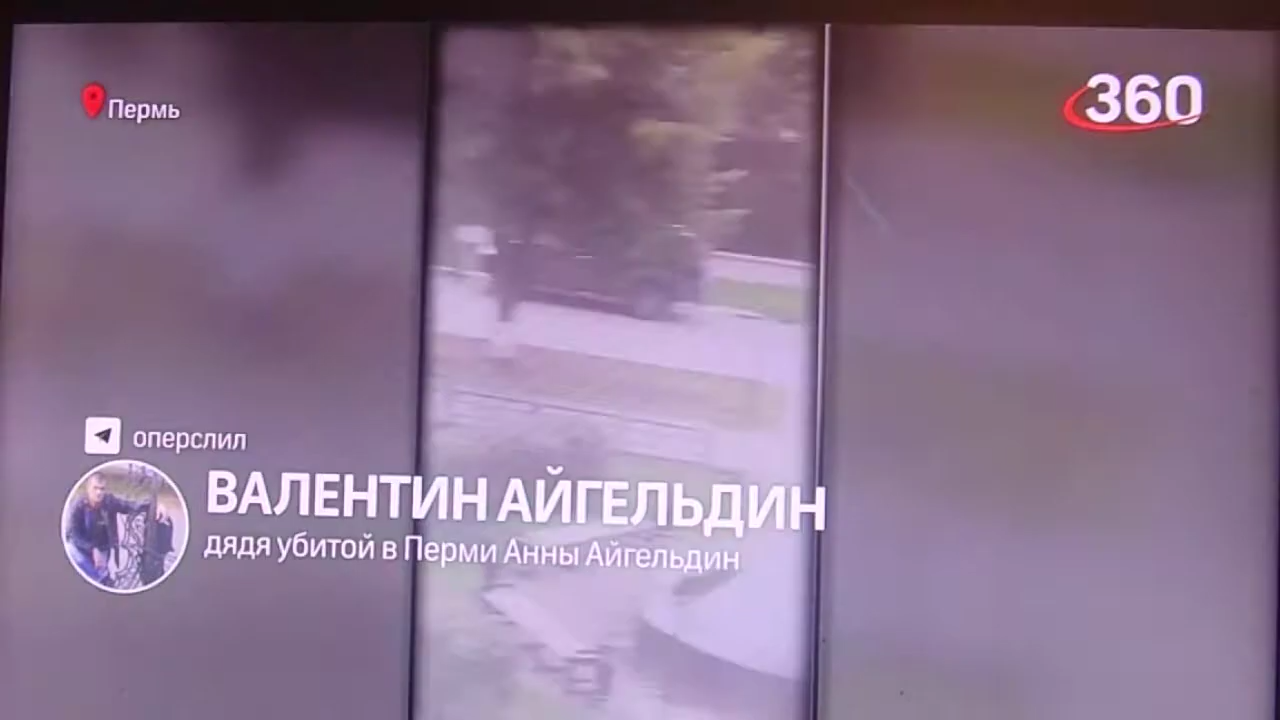 Пермь
360
оперслил
ВАЛЕНТИН АЙГЕЛЬДИН
дядя убитой в Перми Анны Айгельдин